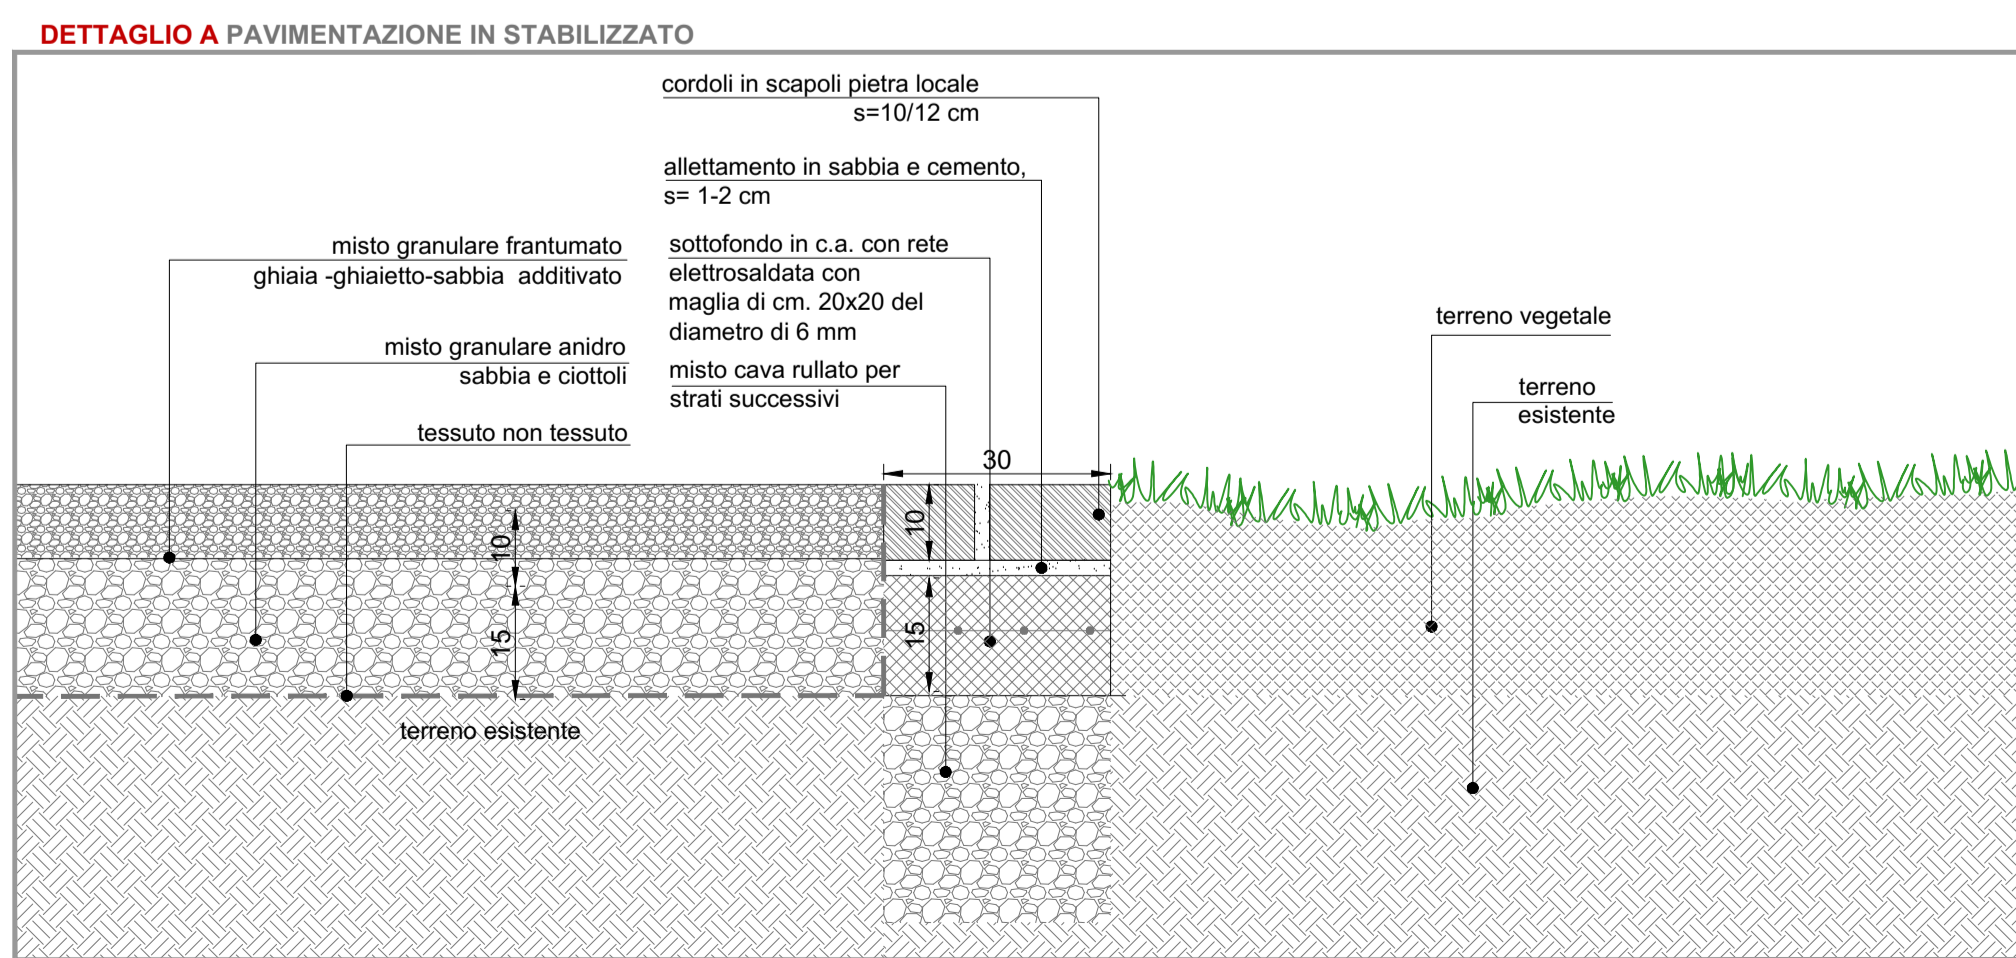 DETTAGLIO A PAVIMENTAZIONE IN STABILIZZATO
cordoli in scapoli pietra locale
s=10/12 cm
allettamento in sabbia e cemento,
s= 1-2 cm
misto granulare frantumato
ghiaia -ghiaietto-sabbia  additivato
sottofondo in c.a. con rete
elettrosaldata con
maglia di cm. 20x20 del
diametro di 6 mm
misto granulare anidro
sabbia e ciottoli
misto cava rullato per
strati successivi
tessuto non tessuto
terreno vegetale
terreno
esistente
30
10
10
15
15
terreno esistente